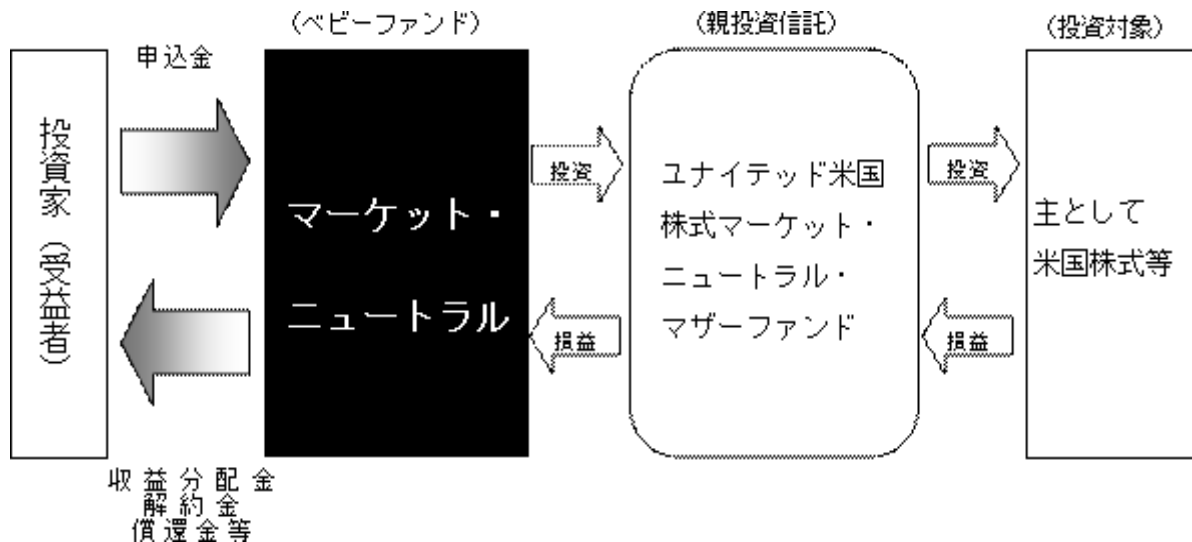 (ベビーファンド)
(親投資信託)
(投資対象)
申込金
投資家(受益者)
マーケット・
ニュートラル
投資
損益
ユナイテッド米国
株式マーケット・
ニュートラル・
マザーファンド
投資
損益
主として
米国株式等
収益分配金
解約金
償還金等